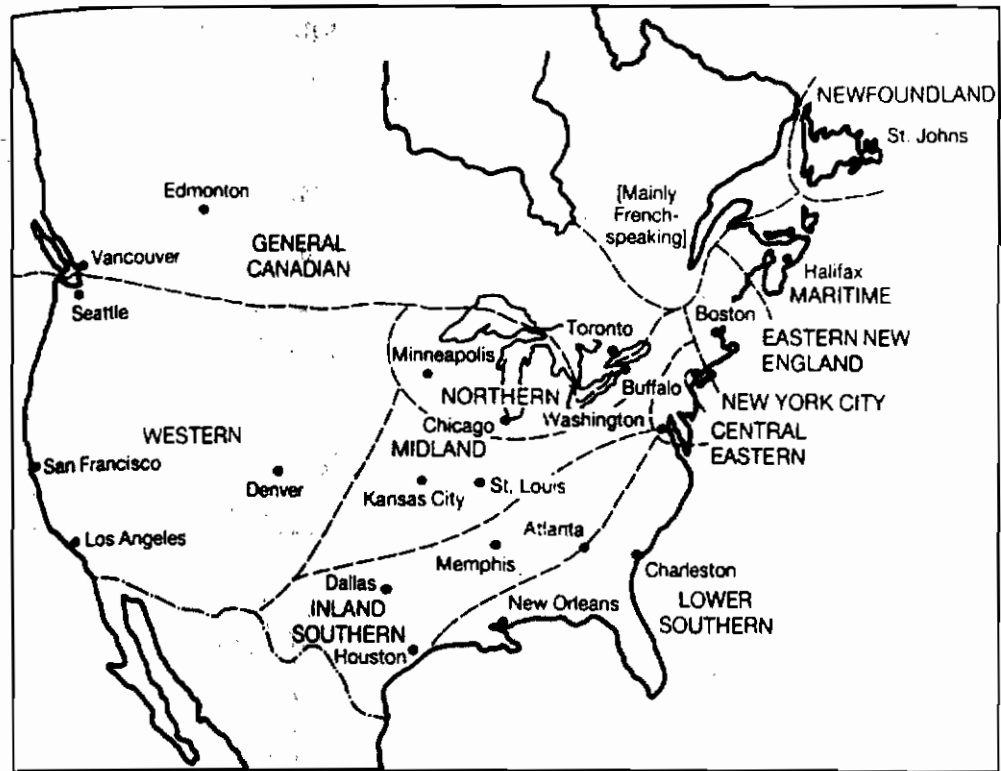 NEWFOUNDLAND
St. Johns
Edmonton
[Mainly
French-
speaking]
GENERAL
CANADIAN
Vancouver
Seattle
Halifax
MARITIME
Boston
Toronto
EASTERN NEW
ENGLAND
Minneapolis
NORTHERN
Buffalo
NEW YORK CITY
Chicago
Washington
CENTRAL
EASTERN
WESTERN
MIDLAND
San Francisco
Denver
Kansas City
St. Louis
Los Angeles
Atlanta
Memphis
Charleston
Dallas
New Orleans
LOWER
SOUTHERN
INLAND
SOUTHERN
Houston